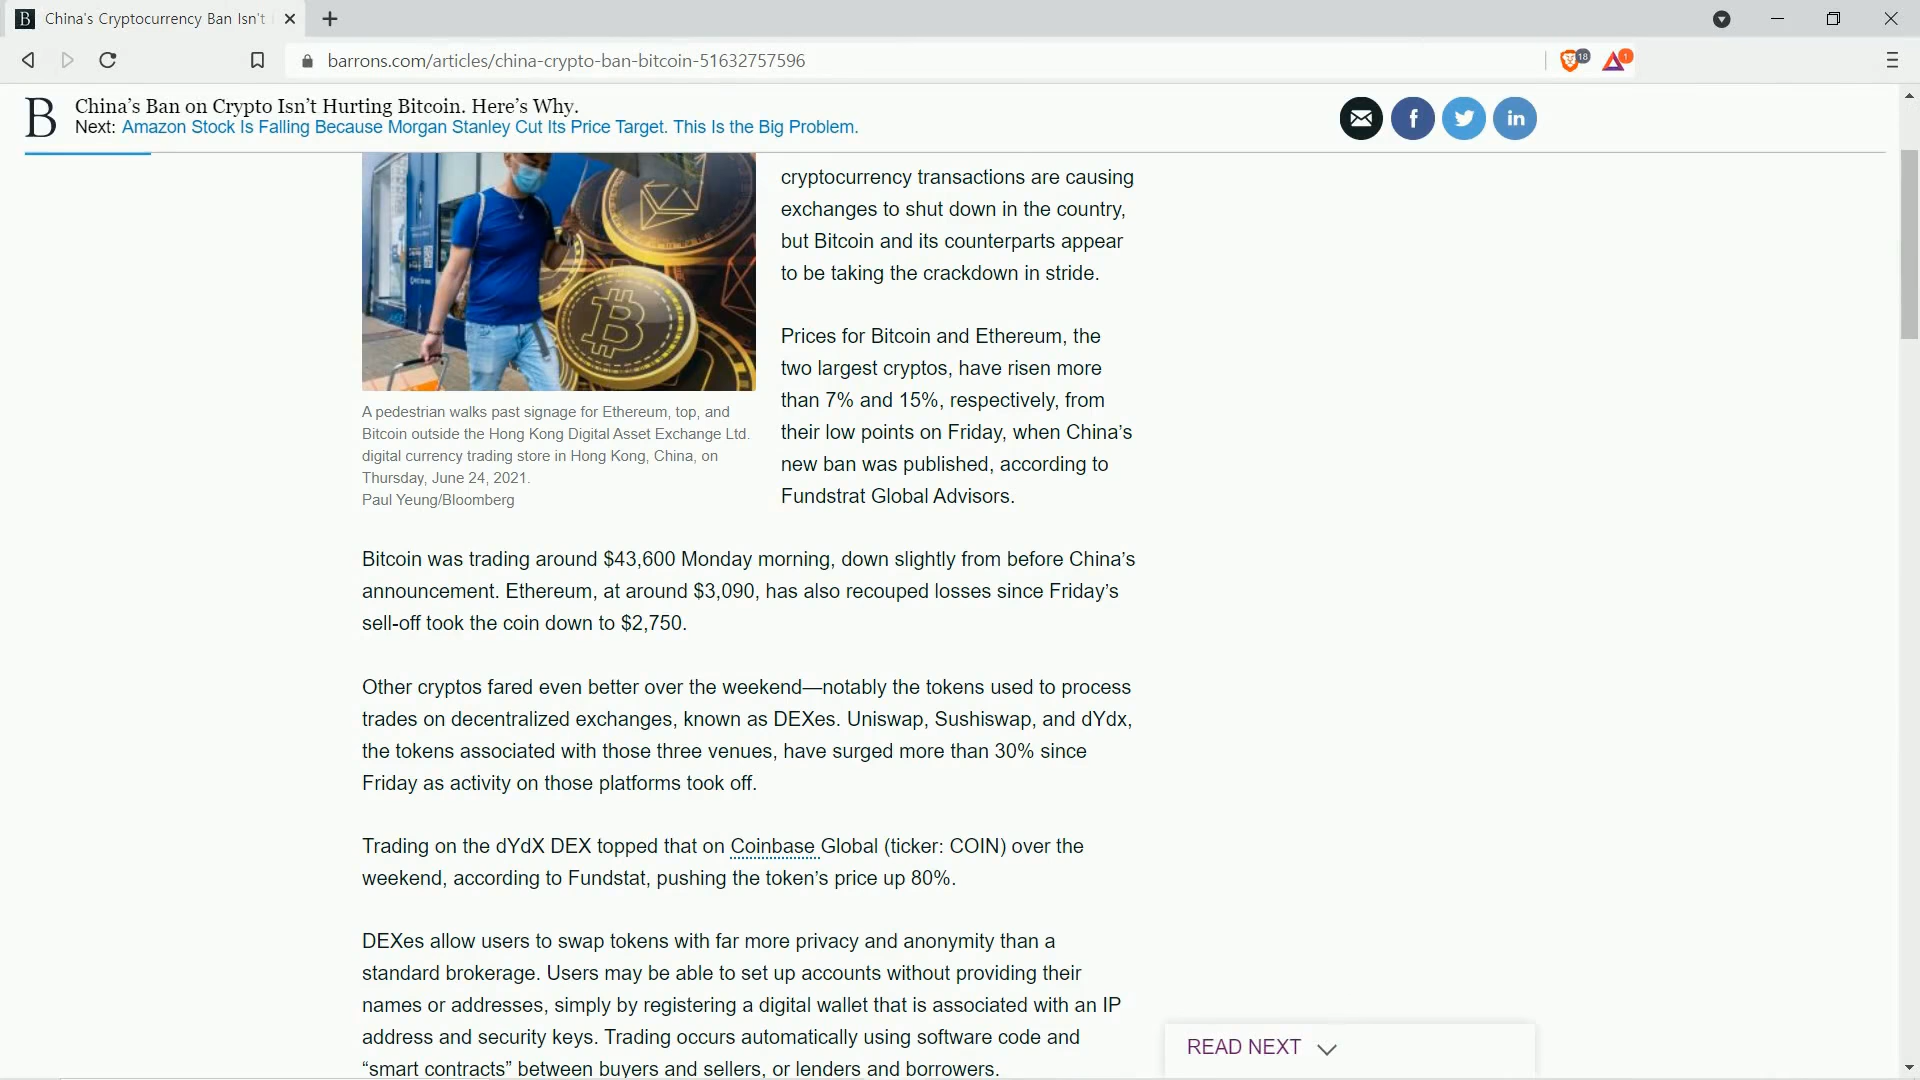 B China's Cryptocurrency Ban Isn't
barrons.com/articles/china-crypto-ban-bitcoin-51632757596
18
1
B
China’s Ban on Crypto Isn’t Hurting Bitcoin. Here’s Why.
Next: Amazon Stock Is Falling Because Morgan Stanley Cut Its Price Target. This Is the Big Problem.
f
in
cryptocurrency transactions are causing
exchanges to shut down in the country,
but Bitcoin and its counterparts appear
to be taking the crackdown in stride.
Prices for Bitcoin and Ethereum, the
two largest cryptos, have risen more
than 7% and 15%, respectively, from
their low points on Friday, when China’s
new ban was published, according to
Fundstrat Global Advisors.
A pedestrian walks past signage for Ethereum, top, and
Bitcoin outside the Hong Kong Digital Asset Exchange Ltd.
digital currency trading store in Hong Kong, China, on
Thursday, June 24, 2021.
Paul Yeung/Bloomberg
Bitcoin was trading around $43,600 Monday morning, down slightly from before China’s
announcement. Ethereum, at around $3,090, has also recouped losses since Friday’s
sell-off took the coin down to $2,750.
Other cryptos fared even better over the weekend—notably the tokens used to process
trades on decentralized exchanges, known as DEXes. Uniswap, Sushiswap, and dYdx,
the tokens associated with those three venues, have surged more than 30% since
Friday as activity on those platforms took off.
Trading on the dYdX DEX topped that on Coinbase Global (ticker: COIN) over the
weekend, according to Fundstat, pushing the token’s price up 80%.
DEXes allow users to swap tokens with far more privacy and anonymity than a
standard brokerage. Users may be able to set up accounts without providing their
names or addresses, simply by registering a digital wallet that is associated with an IP
address and security keys. Trading occurs automatically using software code and
“smart contracts” between buyers and sellers, or lenders and borrowers.
READ NEXT